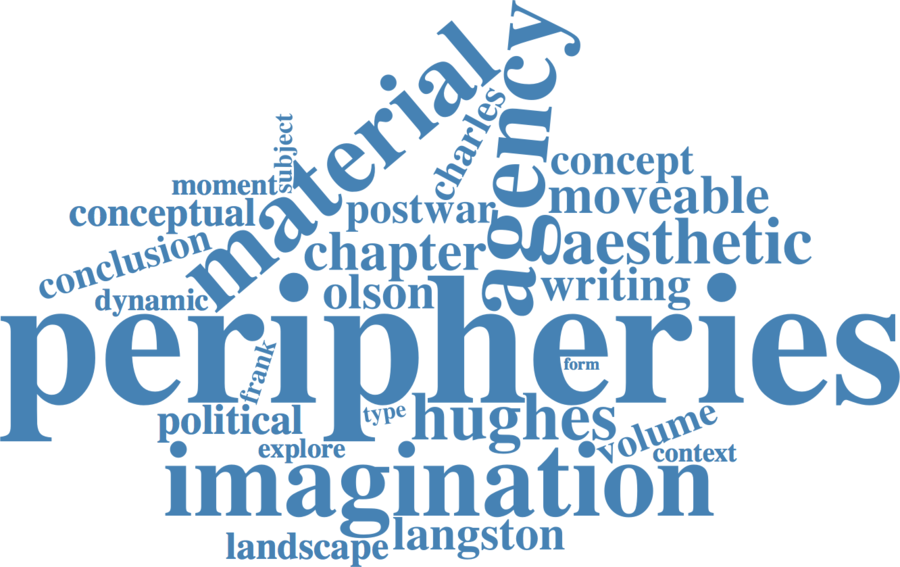 material
agency
charles
subject
concept
moment
moveable
conceptual
postwar
chapter
aesthetic
conclusion
olson
writing
dynamic
peripheries
frank
form
political
type
hughes
volume
explore
context
imagination
landscape
langston